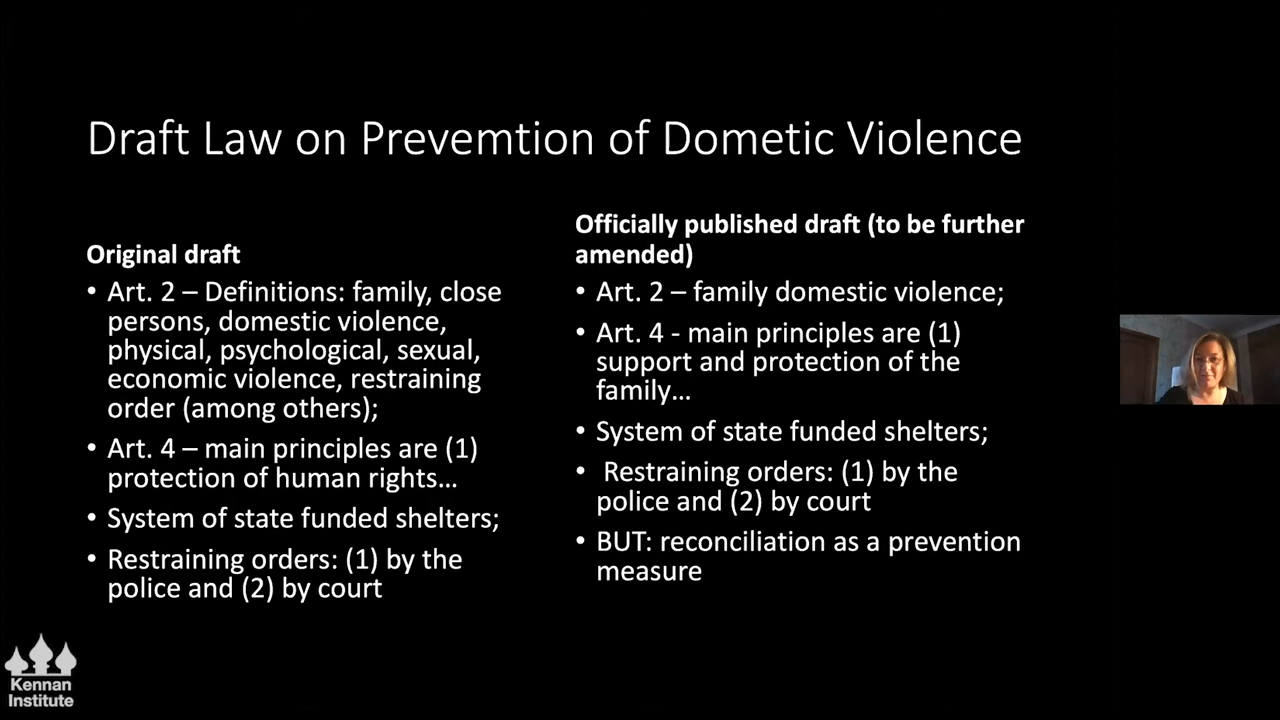 Draft Law on Prevemtion of Dometic Violence
Original draft
• Art. 2 – Definitions: family, close
persons, domestic violence,
physical, psychological, sexual,
economic violence, restraining
order (among others);
• Art. 4 – main principles are (1)
protection of human rights...
• System of state funded shelters;
• Restraining orders: (1) by the
police and (2) by court
Officially published draft (to be further
amended)
• Art. 2 – family domestic violence;
• Art. 4 - main principles are (1)
support and protection of the
family...
• System of state funded shelters;
• Restraining orders: (1) by the
police and (2) by court
• BUT: reconciliation as a prevention
measure
Kennan
Institute